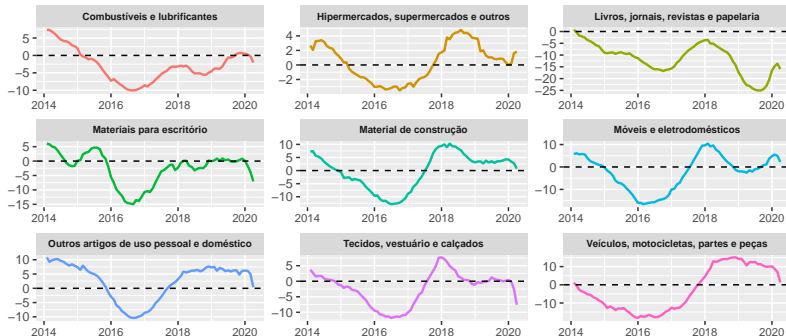 Combustíveis e lubrificantes
5
0
−5
−10
2014 2016 2018 2020
Hipermercados, supermercados e outros
4
2
0
−2
2014 2016 2018 2020
Livros, jornais, revistas e papelaria
0
−5
−10
−15
−20
−25
2014 2016 2018 2020
Materiais para escritório
5
0
−5
−10
−15
2014 2016 2018 2020
Material de construção
10
5
0
−5
−10
2014 2016 2018 2020
Móveis e eletrodomésticos
10
0
−10
2014 2016 2018 2020
Outros artigos de uso pessoal e doméstico
10
5
0
−5
−10
2014 2016 2018 2020
Tecidos, vestuário e calçados
5
0
−5
−10
2014 2016 2018 2020
Veículos, motocicletas, partes e peças
10
0
−10
2014 2016 2018 2020